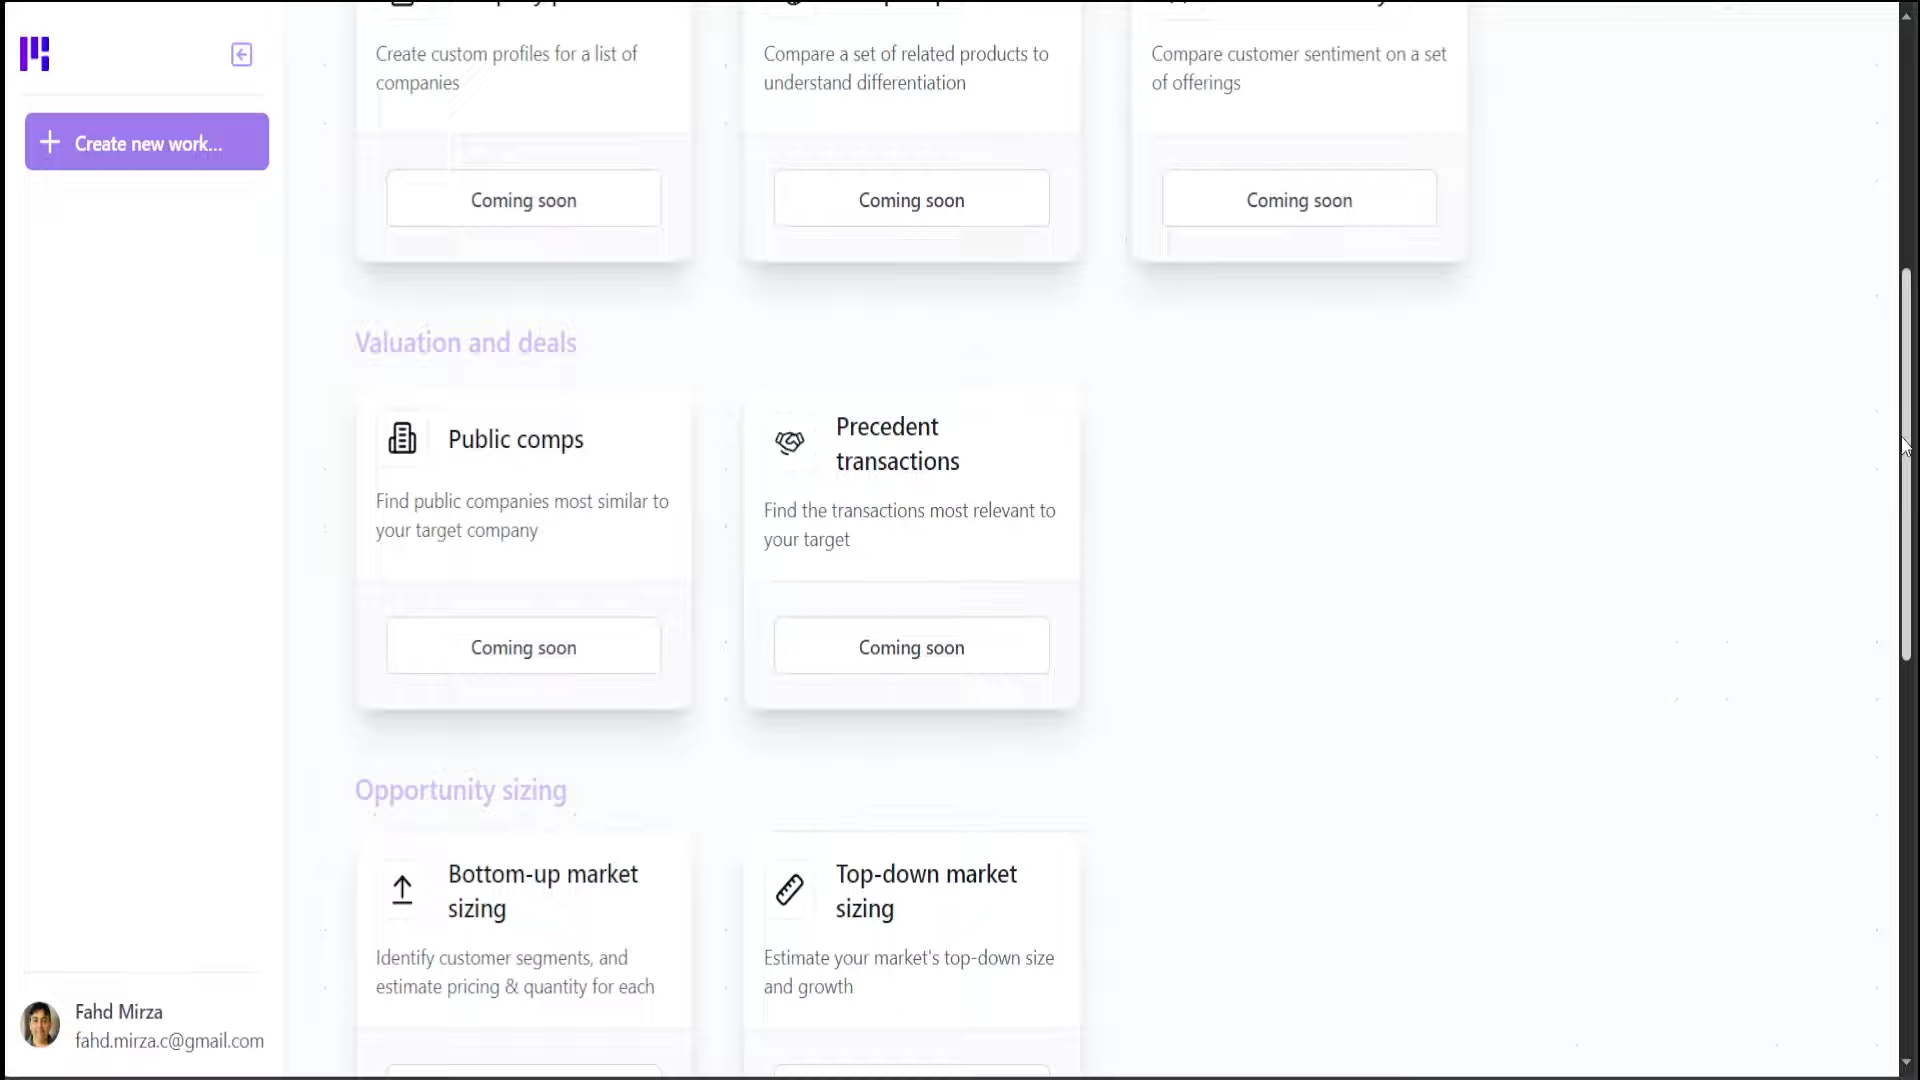 Create custom profiles for a list of
companies
Compare a set of related products to
understand differentiation
Compare customer sentiment on a set
of offerings
Create new work...
Coming soon
Coming soon
Coming soon
Valuation and deals
Public comps
Find public companies most similar to
your target company
Precedent
transactions
Find the transactions most relevant to
your target
Coming soon
Coming soon
Opportunity sizing
Bottom-up market
sizing
Identify customer segments, and
estimate pricing & quantity for each
Top-down market
sizing
Estimate your market's top-down size
and growth
Fahd Mirza
fahd.mirza.c@gmail.com